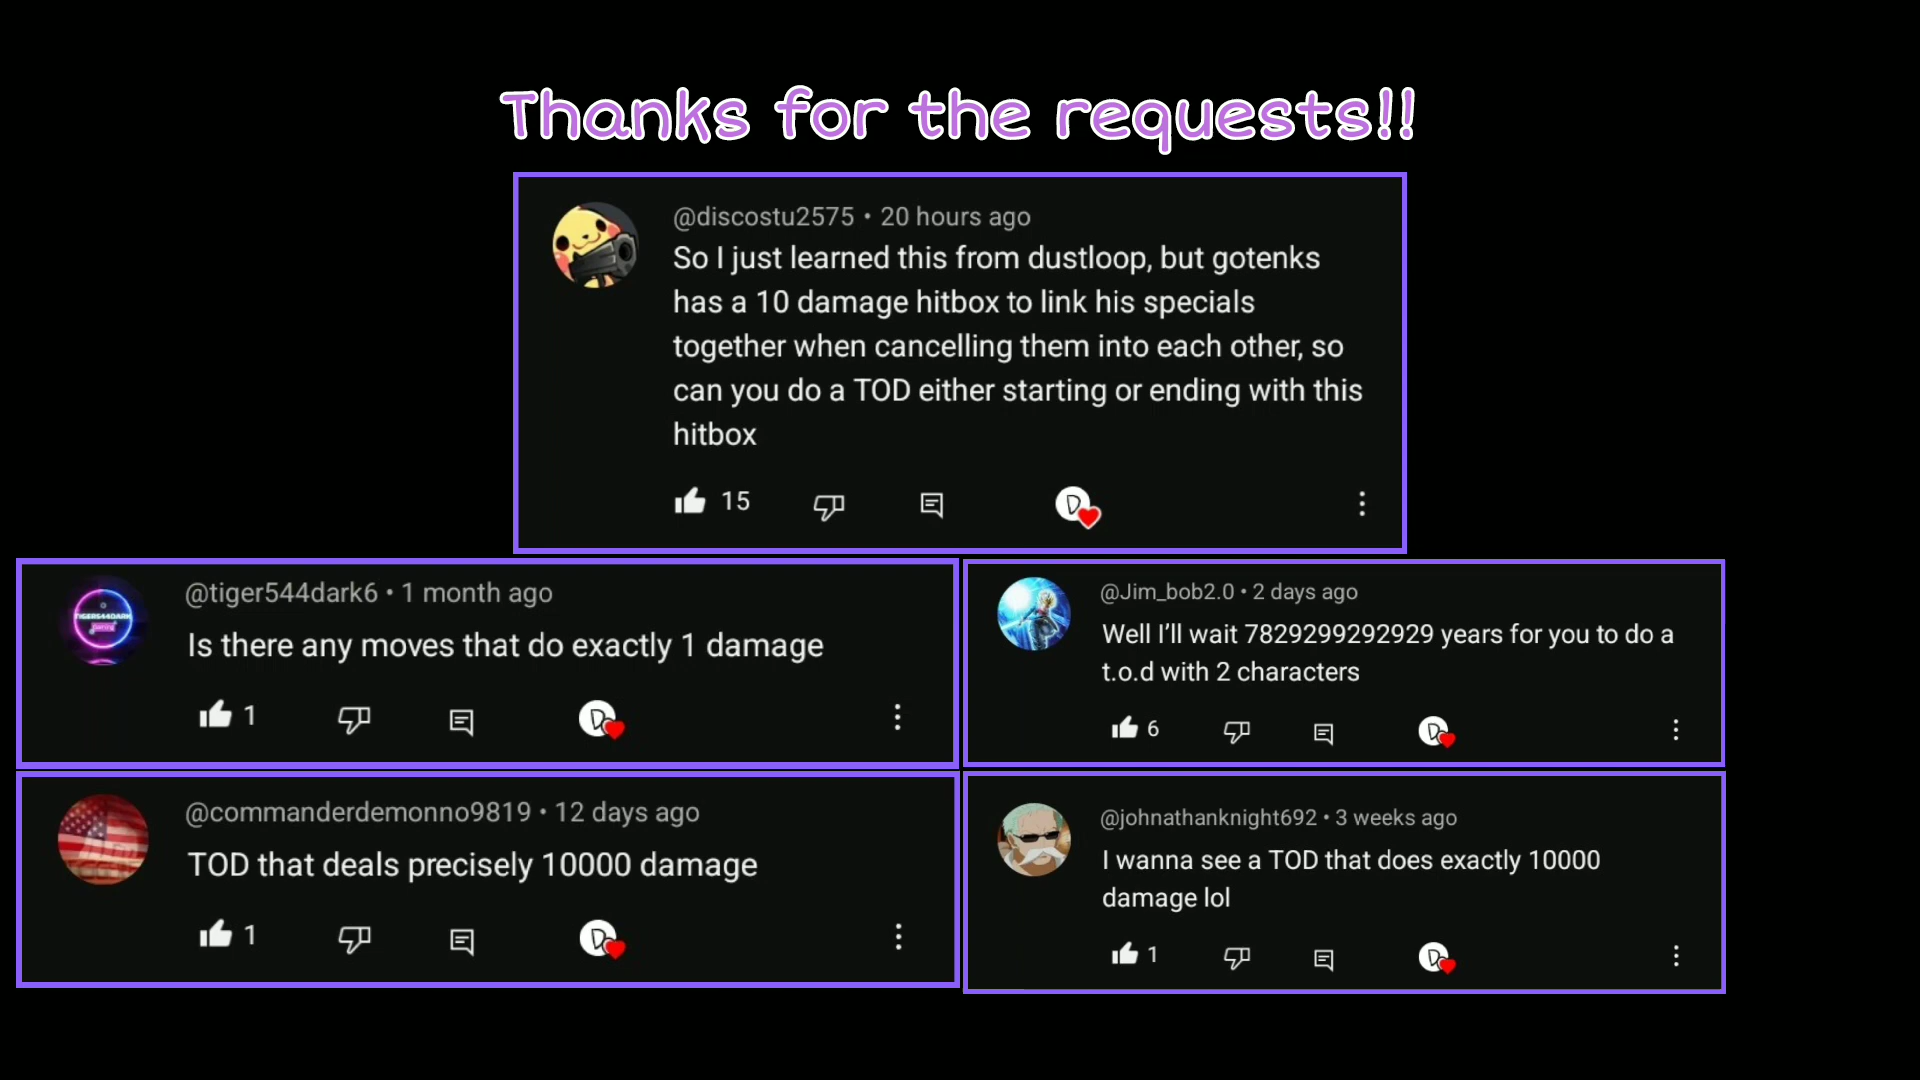 Thanks for the requests!!
@discostu2575 • 20 hours ago
So I just learned this from dustloop, but gotenks
has a 10 damage hitbox to link his specials
together when cancelling them into each other, so
can you do a TOD either starting or ending with this
hitbox
15
D
@tiger544dark6 • 1 month ago
Is there any moves that do exactly 1 damage
1
D
@Jim_bob2.0 • 2 days ago
Well I’ll wait 7829299292929 years for you to do a
t.o.d with 2 characters
6
D
@commanderdemonno9819 • 12 days ago
TOD that deals precisely 10000 damage
1
D
@johnathanknight692 • 3 weeks ago
I wanna see a TOD that does exactly 10000
damage lol
1
D